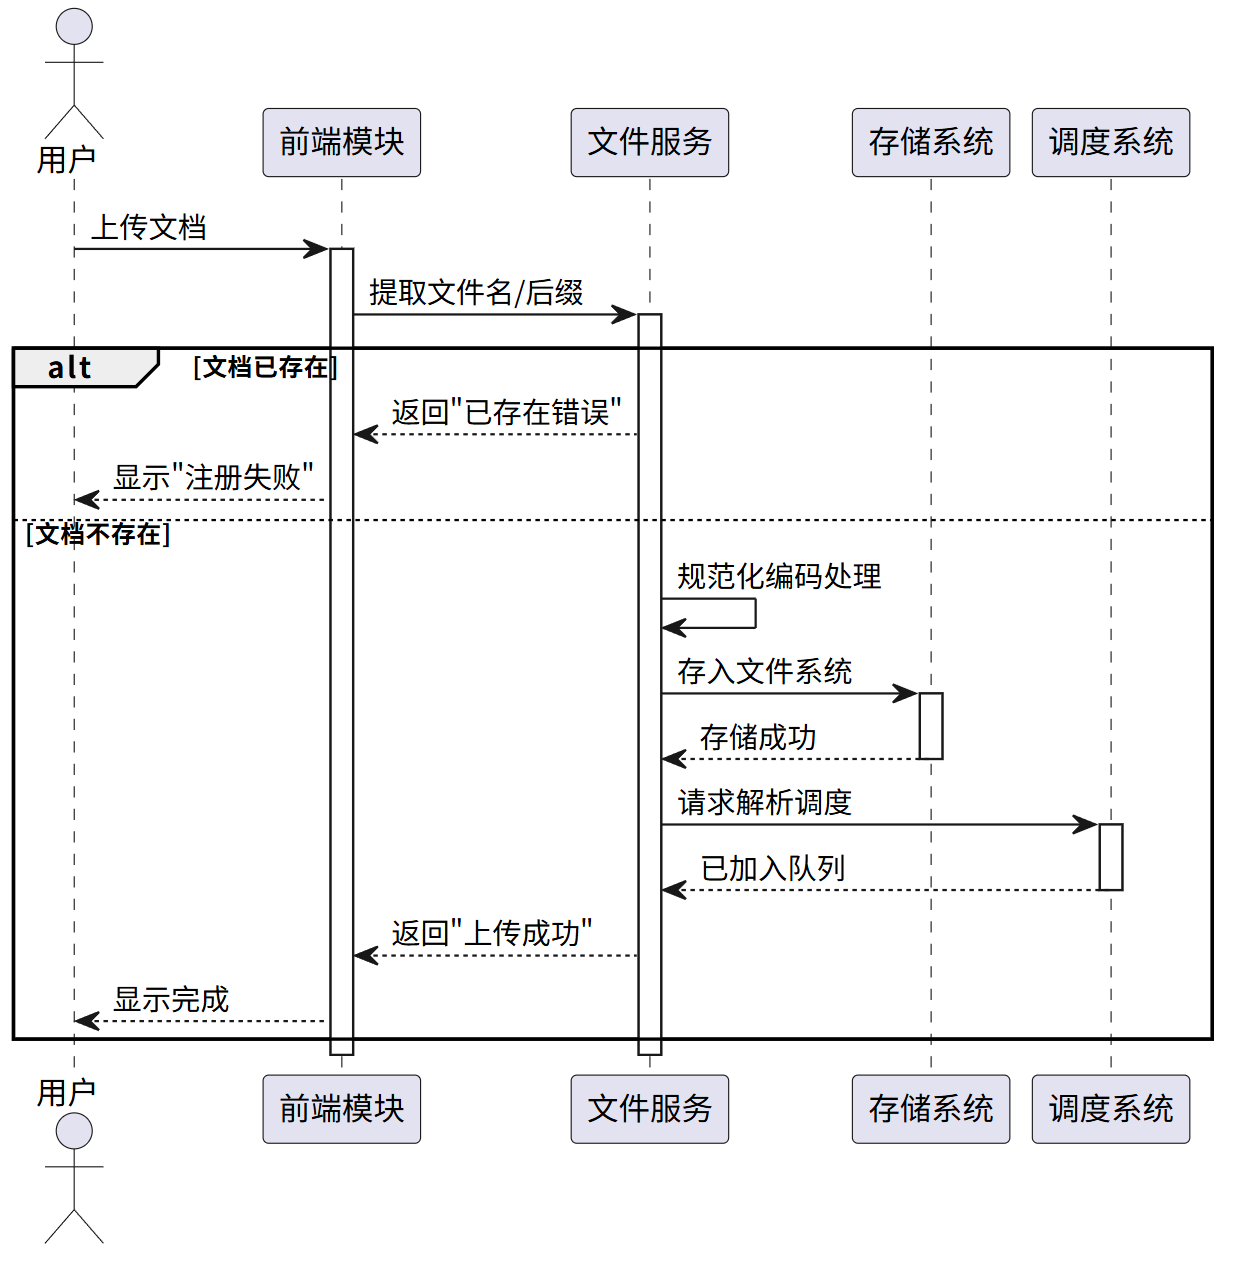 用户
前端模块
文件服务
存储系统
调度系统
上传文档
提取文件名/后缀
alt
[文档已存在]
返回"已存在错误"
显示"注册失败"
[文档不存在]
规范化编码处理
存入文件系统
存储成功
请求解析调度
已加入队列
返回"上传成功"
显示完成
用户
前端模块
文件服务
存储系统
调度系统